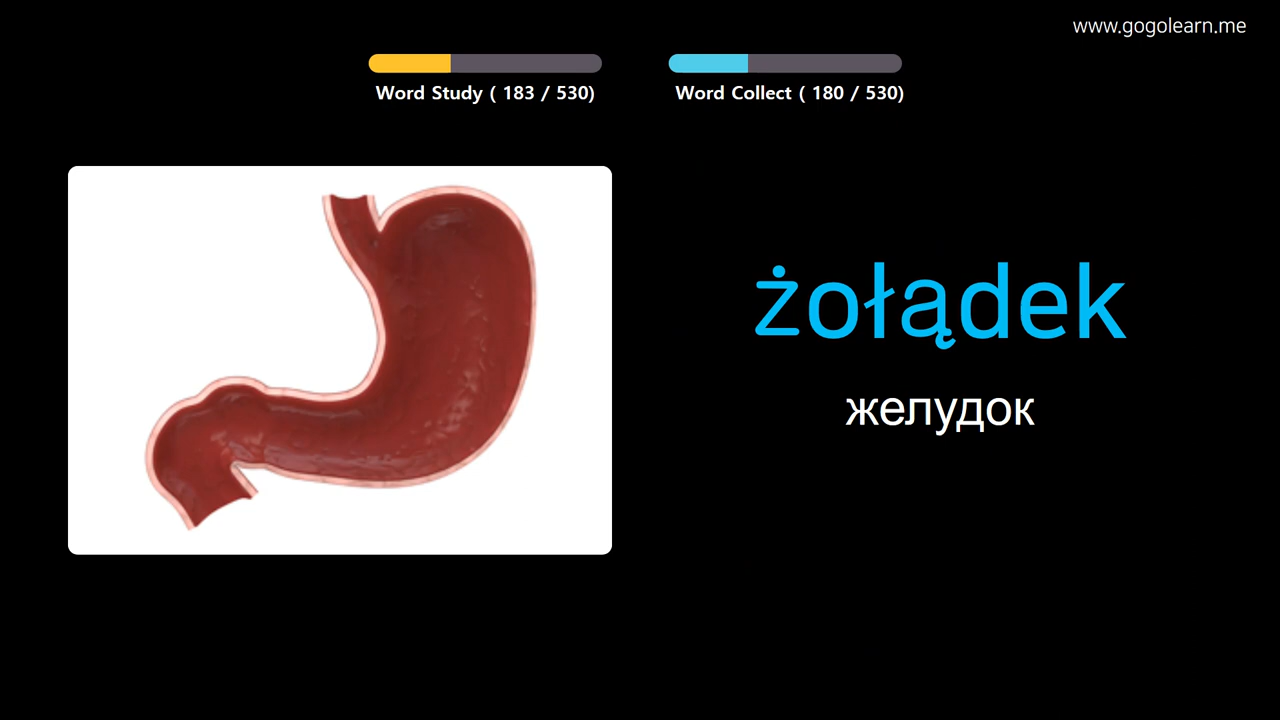 www.gogolearn.me
Word Study ( 183 / 530)
Word Collect ( 180 / 530)
żołądek
желудок